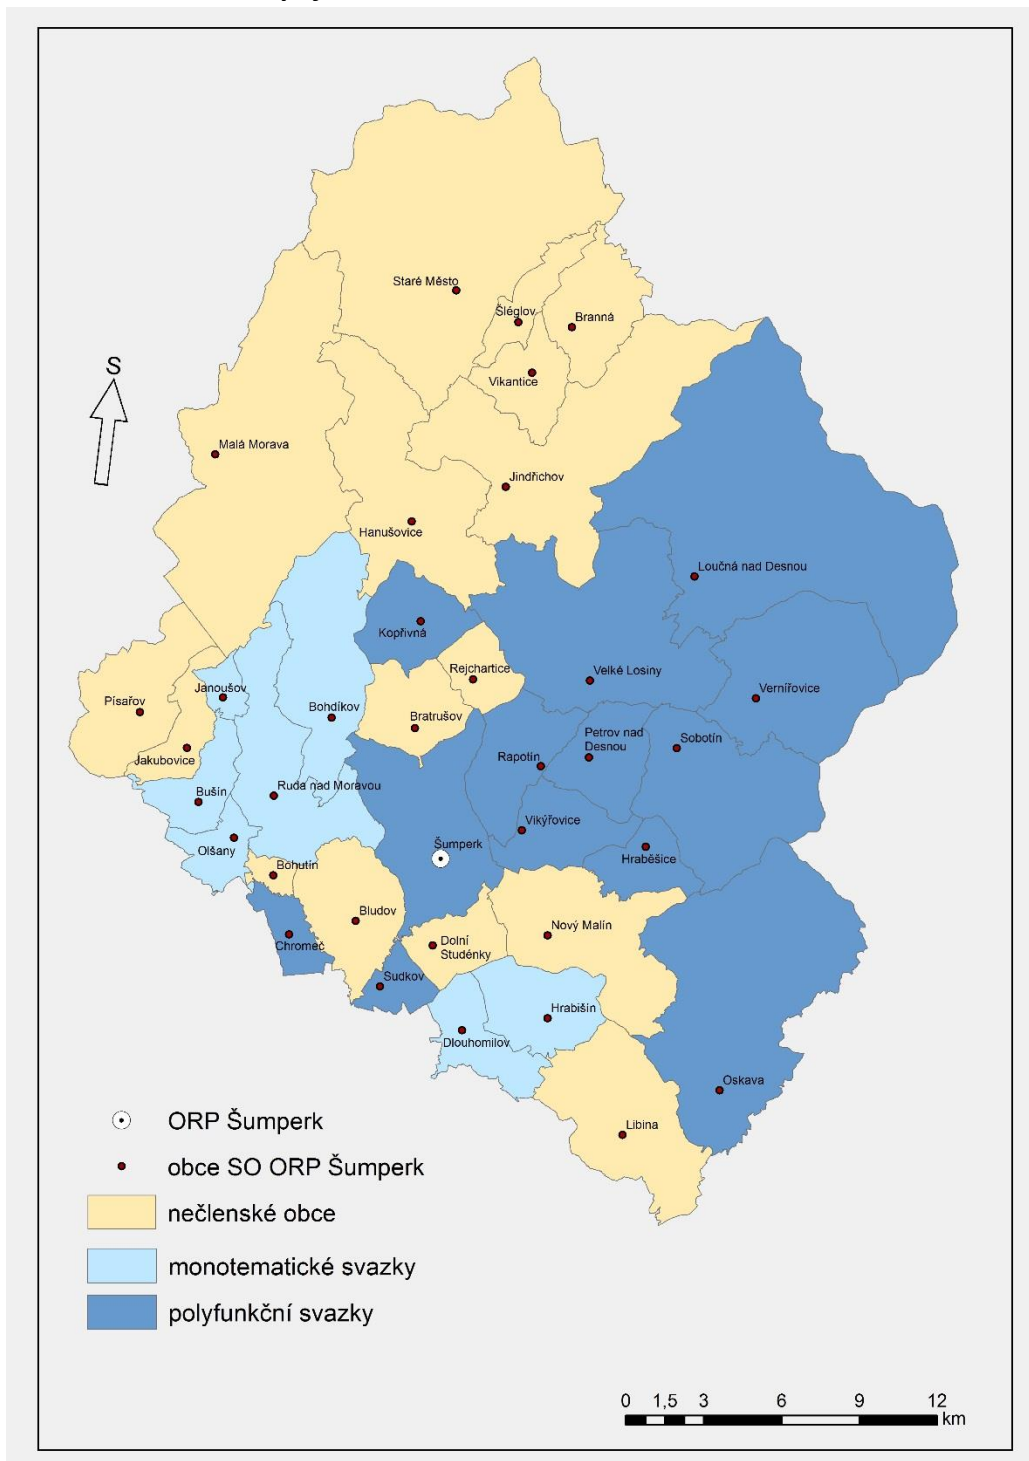 Staré Město
Šléglov
Branná
Vikantice
S
Malá Morava
Jindřichov
Hanušovice
Loučná nad Desnou
Kopřivná
Rejchartice
Velké Losiny
Janoušov
Vernířovice
Písařov
Bohdíkov
Bratrušov
Petrov nad
Desnou
Sobotín
Jakubovice
Rapotín
Bušín
Ruda nad Moravou
Vikýřovice
Olšany
Šumperk
Hraběšice
Bohutín
Bludov
Nový Malín
Chromeč
Dolní
Studénky
Sudkov
Hrabišín
Dlouhomilov
Oskava
Libina
ORP Šumperk
obce SO ORP Šumperk
nečlenské obce
monotematické svazky
polyfunkční svazky
0 1,5 3 6 9 12
km